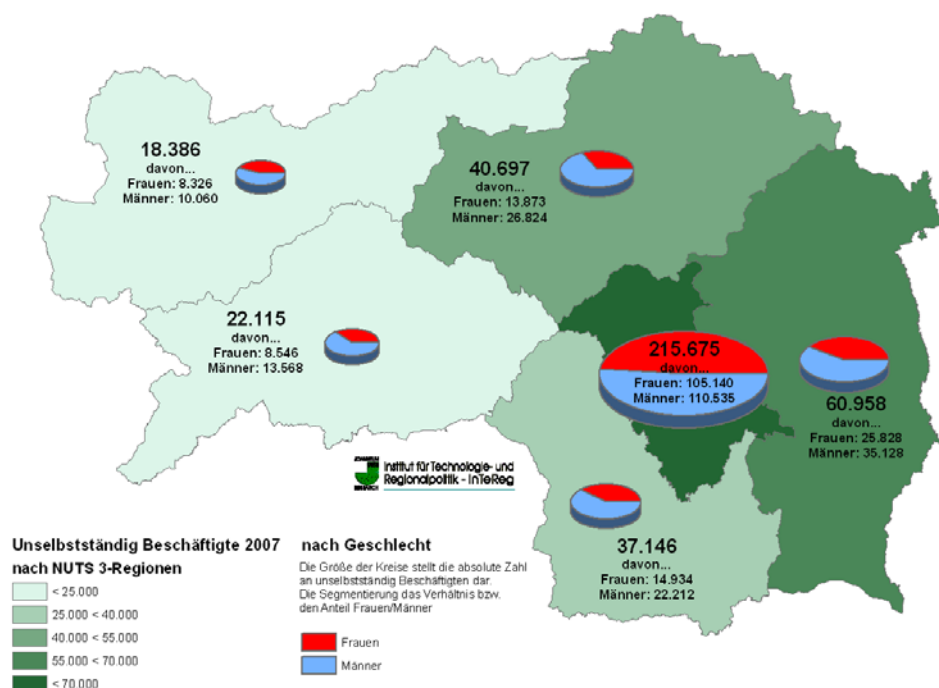 18.386
davon...
Frauen: 8.326
Männer: 10.060
40.697
davon...
Frauen: 13.873
Männer: 26.824
22.115
davon...
Frauen: 8.546
Männer: 13.568
215.675
davon...
Frauen: 105.140
Männer: 110.535
60.958
davon...
Frauen: 25.828
Männer: 35.128
37.146
davon...
Frauen: 14.934
Männer: 22.212
JOANNEUM
RESEARCH
Institut für Technologie- und
Regionalpolitik - InTeReg
Unselbstständig Beschäftigte 2007
nach NUTS 3-Regionen
< 25.000
25.000 < 40.000
40.000 < 55.000
55.000 < 70.000
< 70.000
nach Geschlecht
Die Größe der Kreise stellt die absolute Zahl
an unselbstständig Beschäftigten dar.
Die Segmentierung das Verhältnis bzw.
den Anteil Frauen/Männer
Frauen
Männer